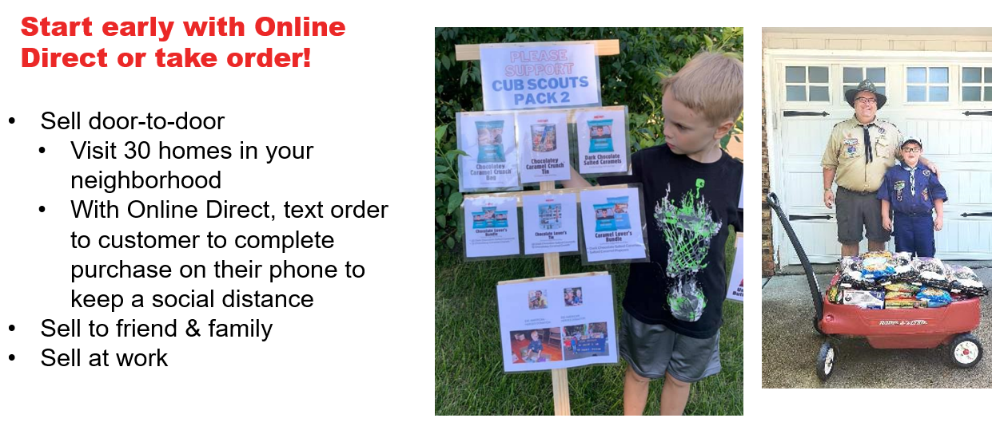 Start early with Online
Direct or take order!
• Sell door-to-door
• Visit 30 homes in your
neighborhood
• With Online Direct, text order
to customer to complete
purchase on their phone to
keep a social distance
• Sell to friend & family
• Sell at work
PLEASE
SUPPORT
CUB SCOUTS
PACK 2
Chocolatey
Caramel Crunch
Bag
Chocolatey
Caramel Crunch
Tin
Dark Chocolate
Salted Caramels
Chocolate Lover's
Bundle
Chocolate Lover's
Tin
Caramel Lover's
Bundle
RADIO FLYER